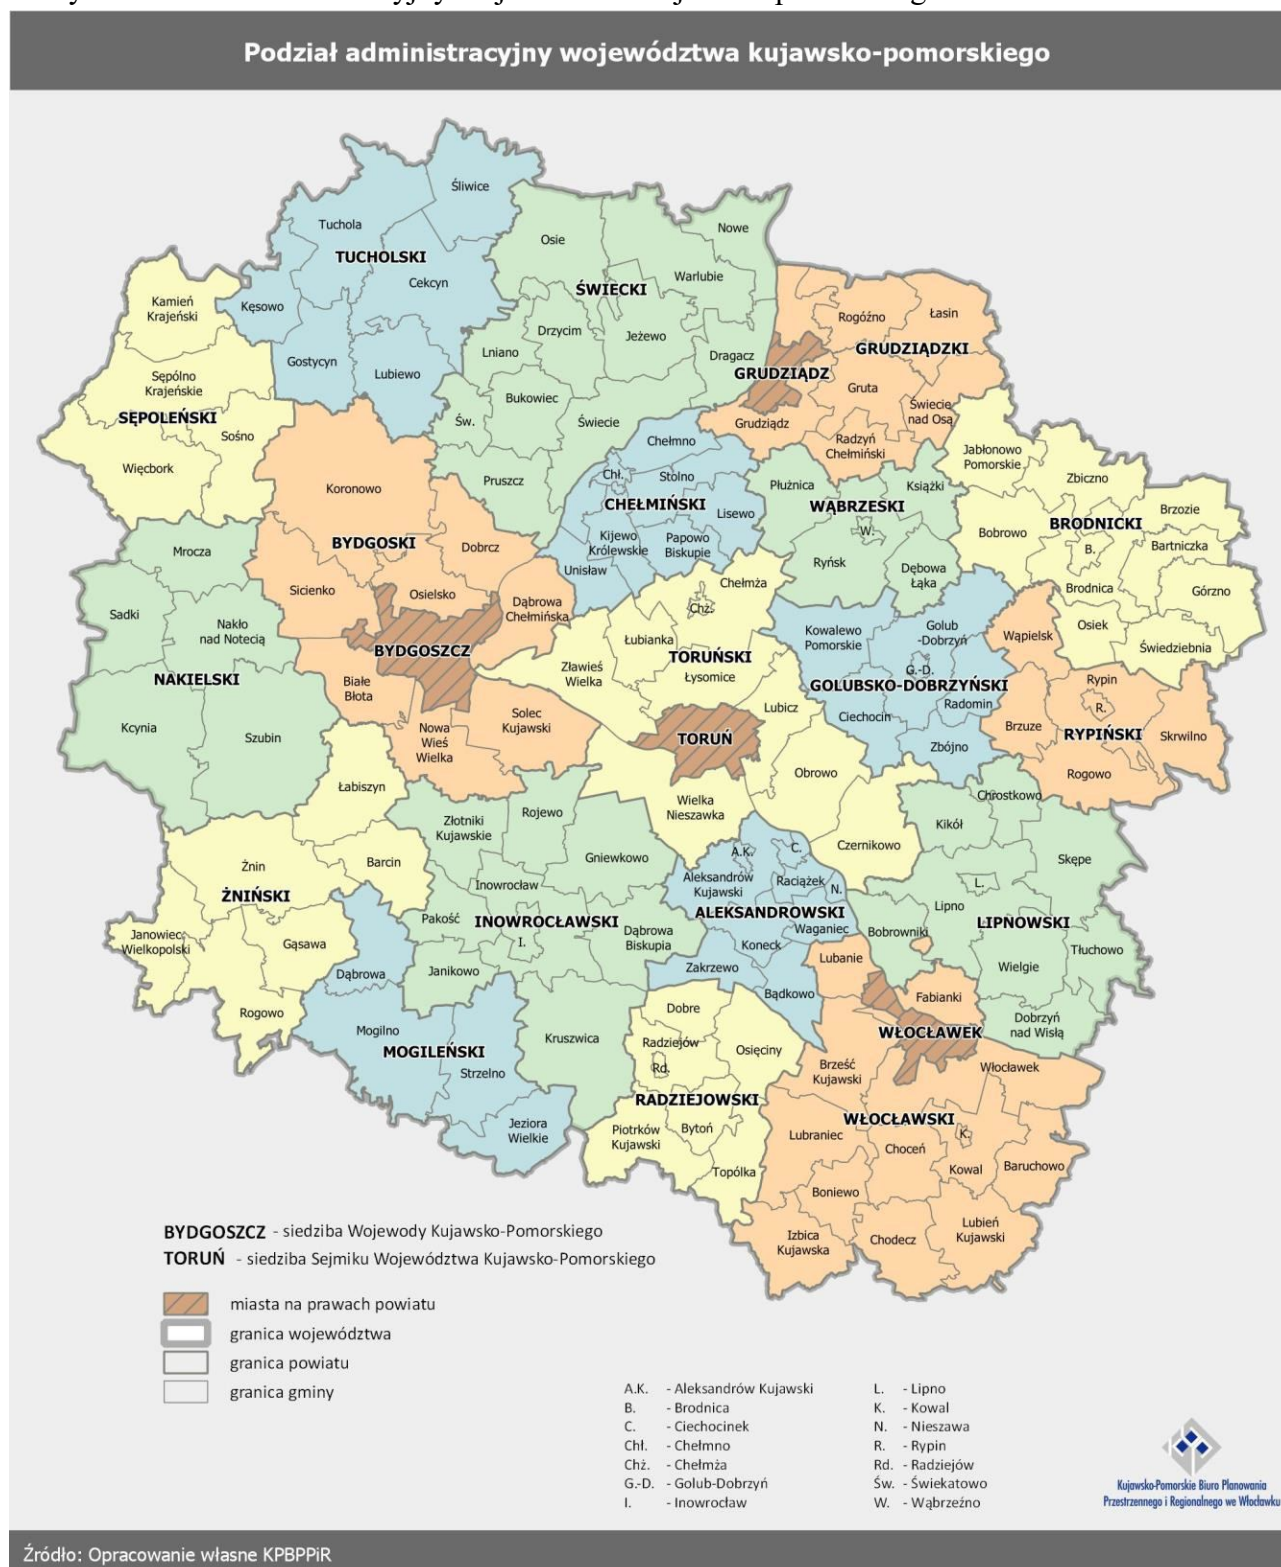 Podział administracyjny województwa kujawsko-pomorskiego
Śliwice
Tuchola
TUCHOLSKI
Cekcyn
Kęsowo
Gostycyn
Lubiewo
Nowe
Osie
Warlubie
ŚWIECKI
Drzycim
Jeżewo
Lniano
Dragacz
Bukowiec
Św.
Świecie
Pruszcz
Kamień
Krajeński
Sępólno
Krajeńskie
SĘPOLEŃSKI
Sośno
Więcbork
Rogóźno
Łasin
GRUDZIĄDZKI
GRUDZIĄDZ
Gruta
Świecie
nad Osą
Grudziądz
Radzyń
Chełmiński
Chełmno
Chł.
Stolno
CHEŁMIŃSKI
Lisewo
Kijewo
Królewskie
Papowo
Biskupie
Unisław
Płużnica
Książki
WĄBRZESKI
W.
Ryńsk
Dębowa
Łąka
Jabłonowo
Pomorskie
Zbiczno
Brzozie
BRODNICKI
Bobrowo
B.
Bartniczka
Brodnica
Górzno
Osiek
Świedziebnia
Koronowo
BYDGOSKI
Dobrcz
Sicienko
Osielsko
Dąbrowa
Chełmińska
BYDGOSZCZ
Białe
Błota
Solec
Kujawski
Nowa
Wieś
Wielka
Mrocza
Sadki
Nakło
nad Notecią
NAKIELSKI
Kcynia
Szubin
Chełmża
Chż.
Łubianka
TORUŃSKI
Zławieś
Wielka
Łysomice
Lubicz
TORUŃ
Obrowo
Wielka
Nieszawka
Czernikowo
Kowalewo
Pomorskie
Golub
-Dobrzyń
G.-D.
GOLUBSKO-DOBRZYŃSKI
Radomin
Ciechocin
Zbójno
Wąpielsk
Rypin
R.
Brzuze
RYPIŃSKI
Skrwilno
Rogowo
Łabiszyn
Żnin
Barcin
ŻNIŃSKI
Janowiec
Wielkopolski
Gąsawa
Rogowo
Złotniki
Kujawskie
Rojewo
Gniewkowo
Inowrocław
Pakość
INOWROCŁAWSKI
I.
Dąbrowa
Biskupia
Janikowo
Kruszwica
A.K.
C.
Aleksandrów
Kujawski
Raciążek
N.
ALEKSANDROWSKI
Waganiec
Koneck
Zakrzewo
Bądkowo
Chrostkowo
Kikół
Skępe
L.
Lipno
LIPNOWSKI
Bobrowniki
Tłuchowo
Wielgie
Dobrzyń
nad Wisłą
Dąbrowa
Mogilno
MOGILEŃSKI
Strzelno
Jeziora
Wielkie
Dobre
Radziejów
Osięciny
Rd.
RADZIEJOWSKI
Piotrków
Kujawski
Bytoń
Topólka
Lubanie
Fabianki
WŁOCŁAWEK
Brześć
Kujawski
Włocławek
WŁOCŁAWSKI
Lubraniec
Choceń
K.
Kowal
Baruchowo
Boniewo
Izbica
Kujawska
Chodecz
Lubień
Kujawski
BYDGOSZCZ - siedziba Wojewody Kujawsko-Pomorskiego
TORUŃ - siedziba Sejmiku Województwa Kujawsko-Pomorskiego
miasta na prawach powiatu
granica województwa
granica powiatu
granica gminy
A.K. - Aleksandrów Kujawski
B. - Brodnica
C. - Ciechocinek
Chł. - Chełmno
Chż. - Chełmża
G.-D. - Golub-Dobrzyń
I. - Inowrocław
L. - Lipno
K. - Kowal
N. - Nieszawa
R. - Rypin
Rd. - Radziejów
Św. - Świekatowo
W. - Wąbrzeźno
Kujawsko-Pomorskie Biuro Planowania
Przestrzennego i Regionalnego we Włocławku
Źródło: Opracowanie własne KPBPPiR